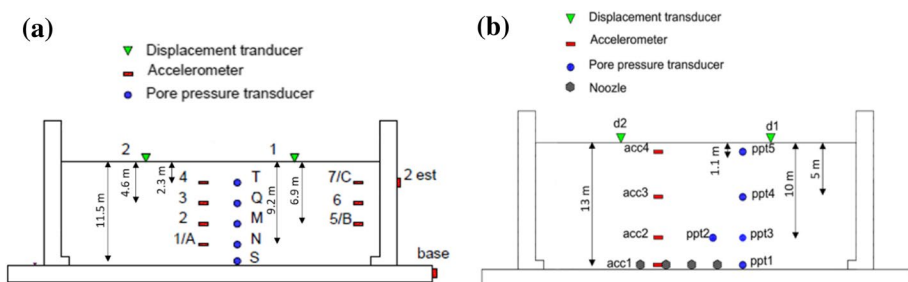 (a)
Displacement tranducer
Accelerometer
Pore pressure transducer
2 1
4 T 7/C 2 est
3 Q 6
2 M 5/B
1/A N
S base
11.5 m 4.6 m 2.3 m 9.2 m 6.9 m
(b)
Displacement transducer
Accelerometer
Pore pressure transducer
Noozle
d2 d1
acc4 ppt5
acc3 ppt4
acc2 ppt2 ppt3
acc1 ppt1
13 m 1.1 m 10 m 5 m